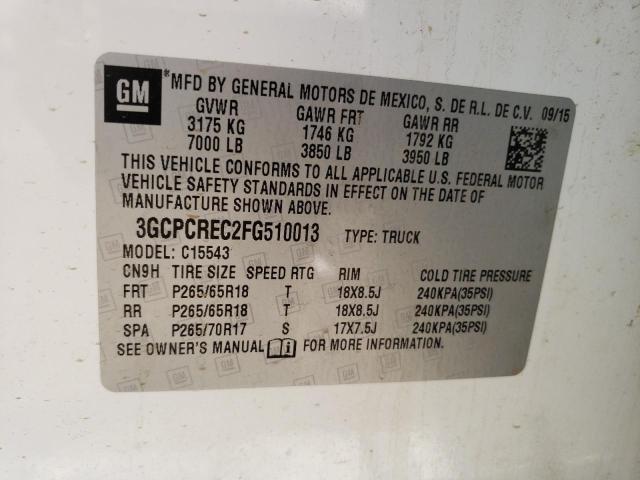 GM *MFD BY GENERAL MOTORS DE MEXICO, S. DE R.L. DE C.V. 09/15
GVWR GAWR FRT GAWR RR
3175 KG 1746 KG 1792 KG
7000 LB 3850 LB 3950 LB
THIS VEHICLE CONFORMS TO ALL APPLICABLE U.S. FEDERAL MOTOR
VEHICLE SAFETY STANDARDS IN EFFECT ON THE DATE OF
MANUFACTURE SHOWN ABOVE.
3GCPCREC2FG510013 TYPE: TRUCK
MODEL: C15543
CN9H TIRE SIZE SPEED RTG RIM COLD TIRE PRESSURE
FRT P265/65R18 T 18X8.5J 240KPA(35PSI)
RR P265/65R18 T 18X8.5J 240KPA(35PSI)
SPA P265/70R17 S 17X7.5J 240KPA(35PSI)
SEE OWNER'S MANUAL FOR MORE INFORMATION.